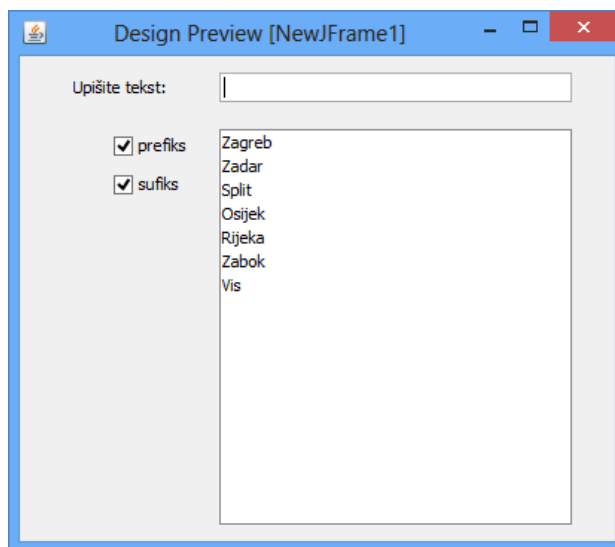 Design Preview [NewJFrame1]
Upišite tekst:
prefiks
sufiks
Zagreb
Zadar
Split
Osijek
Rijeka
Zabok
Vis